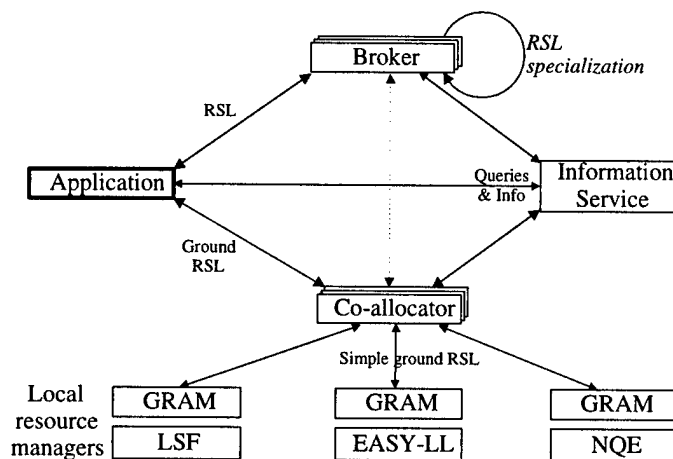 RSL
specialization
Broker
RSL
Application
Queries
& Info
Information
Service
Ground
RSL
Co-allocator
Simple ground RSL
Local
resource
managers
GRAM
GRAM
GRAM
LSF
EASY-LL
NQE